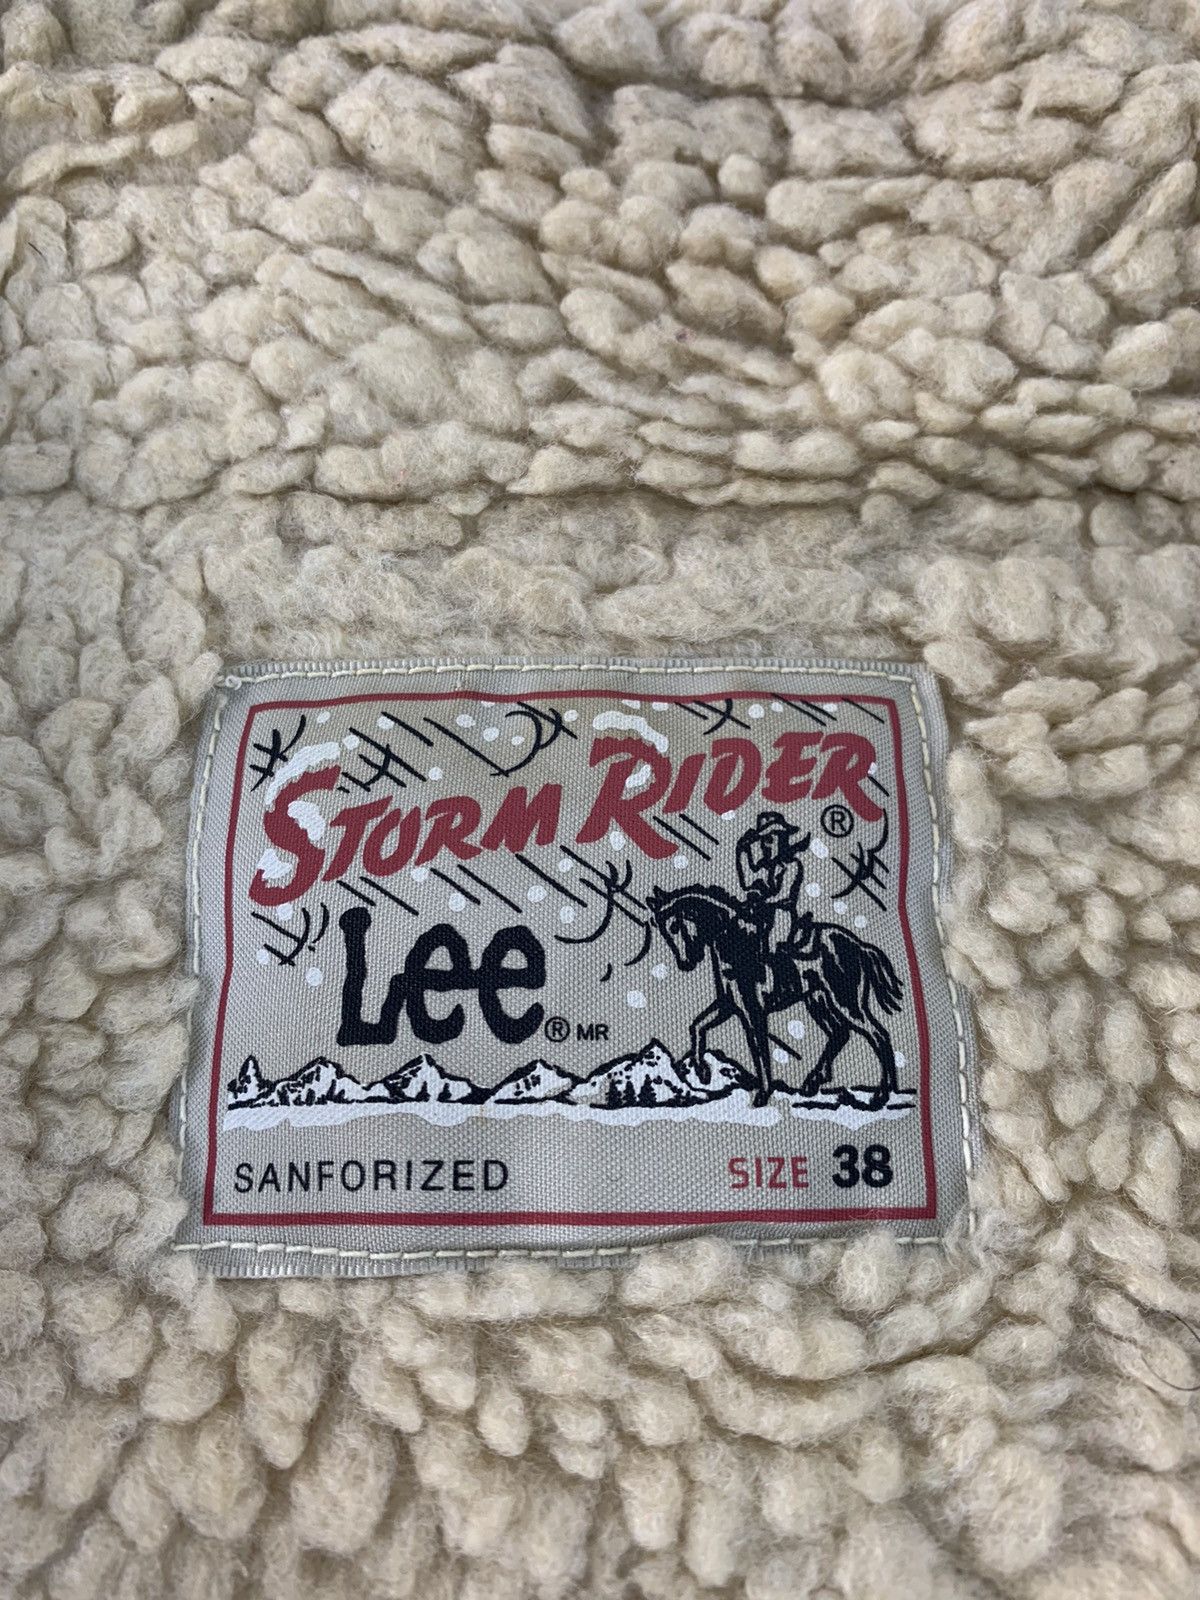 STORM RIDER ®
Lee ® MR
SANFORIZED SIZE 38